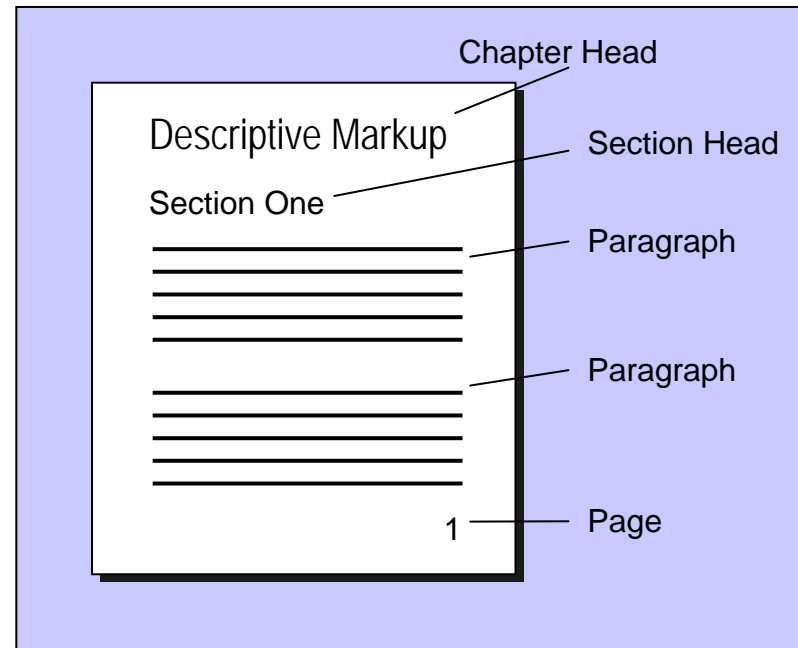 Chapter Head
Descriptive Markup
Section Head
Section One
Paragraph
Paragraph
1
Page